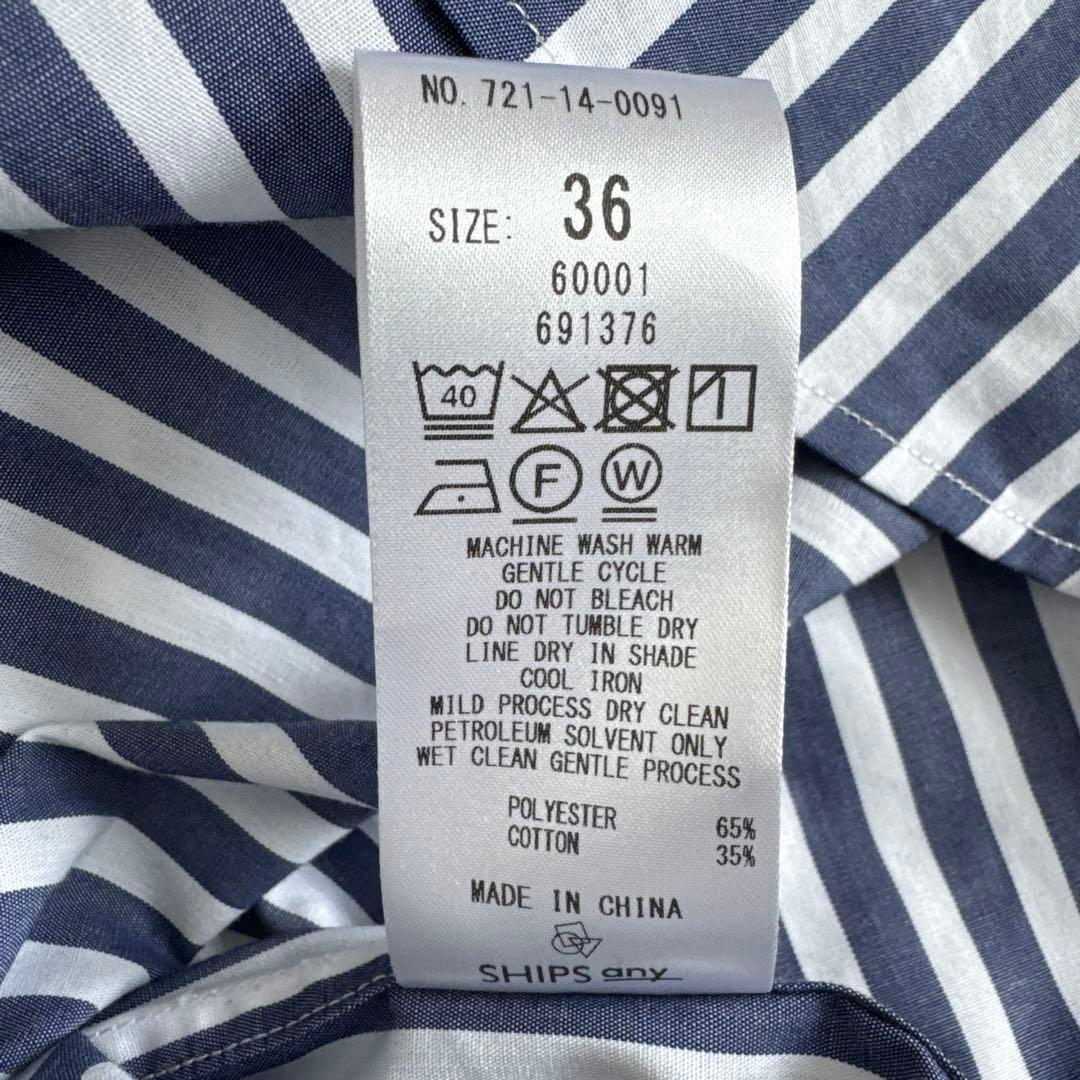 NO. 721-14-0091
SIZE: 36
60001
691376
40
F W
MACHINE WASH WARM
GENTLE CYCLE
DO NOT BLEACH
DO NOT TUMBLE DRY
LINE DRY IN SHADE
COOL IRON
MILD PROCESS DRY CLEAN
PETROLEUM SOLVENT ONLY
WET CLEAN GENTLE PROCESS
POLYESTER 65%
COTTON 35%
MADE IN CHINA
SHIPS any